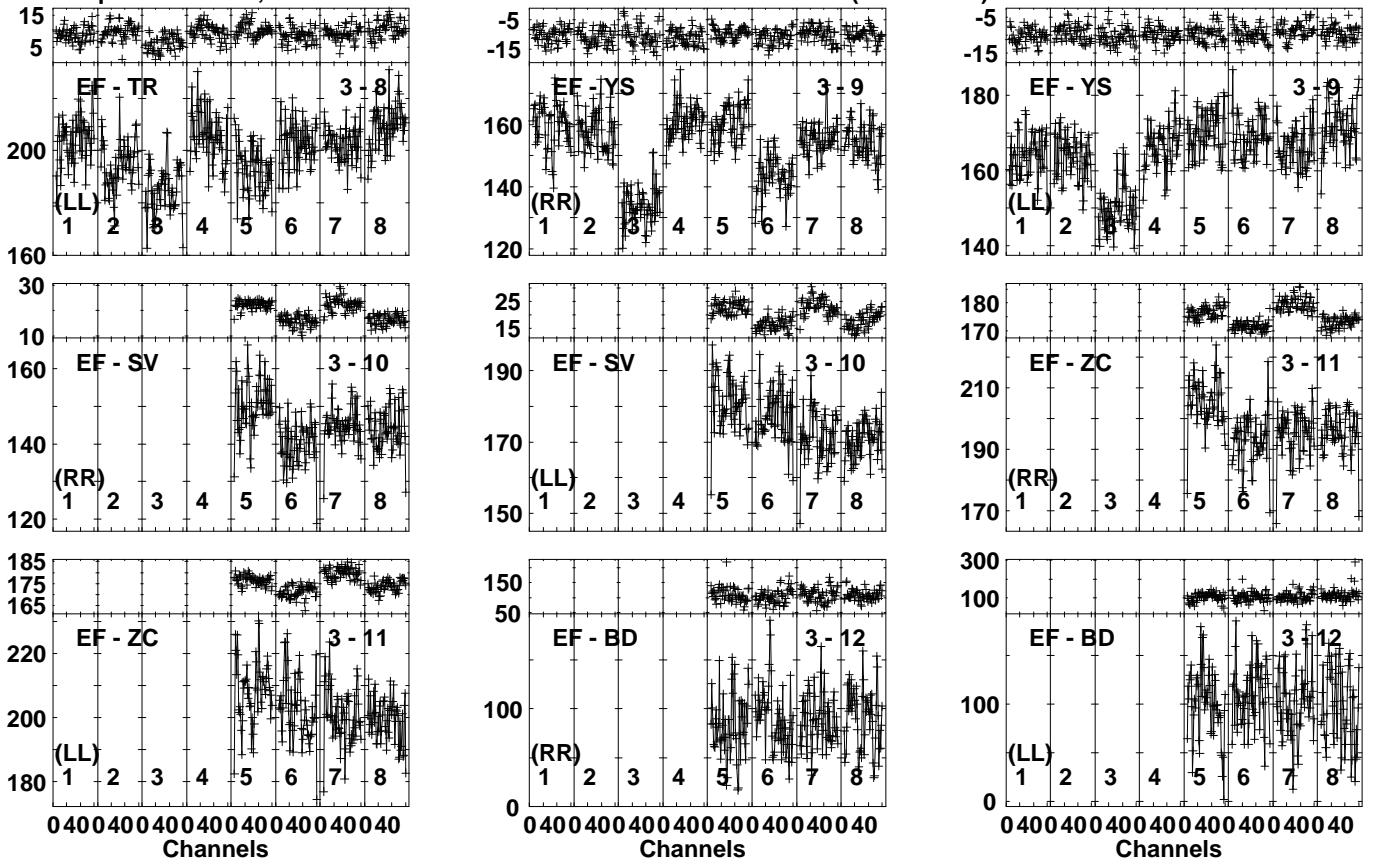 15
5
EF - TR 3 - 8
200
(LL)
1 2 3 4 5 6 7 8
160
-5
-15
EF - YS 3 - 9
160
140
(RR)
1 2 3 4 5 6 7 8
120
-5
-15
EF - YS 3 - 9
180
160
(LL)
1 2 3 4 5 6 7 8
140
30
10
EF - SV 3 - 10
160
140
(RR)
1 2 3 4 5 6 7 8
120
25
15
EF - SV 3 - 10
190
170
(LL)
1 2 3 4 5 6 7 8
150
180
170
EF - ZC 3 - 11
210
190
(RR)
1 2 3 4 5 6 7 8
170
185
175
165
EF - ZC 3 - 11
220
200
(LL)
1 2 3 4 5 6 7 8
180
0 40 0 40 0 40 0 40 0 40 0 40 0 40 0 40
Channels
150
50
EF - BD 3 - 12
100
(RR)
1 2 3 4 5 6 7 8
0
0 40 0 40 0 40 0 40 0 40 0 40 0 40 0 40
Channels
300
100
EF - BD 3 - 12
100
(LL)
1 2 3 4 5 6 7 8
0
0 40 0 40 0 40 0 40 0 40 0 40 0 40 0 40
Channels